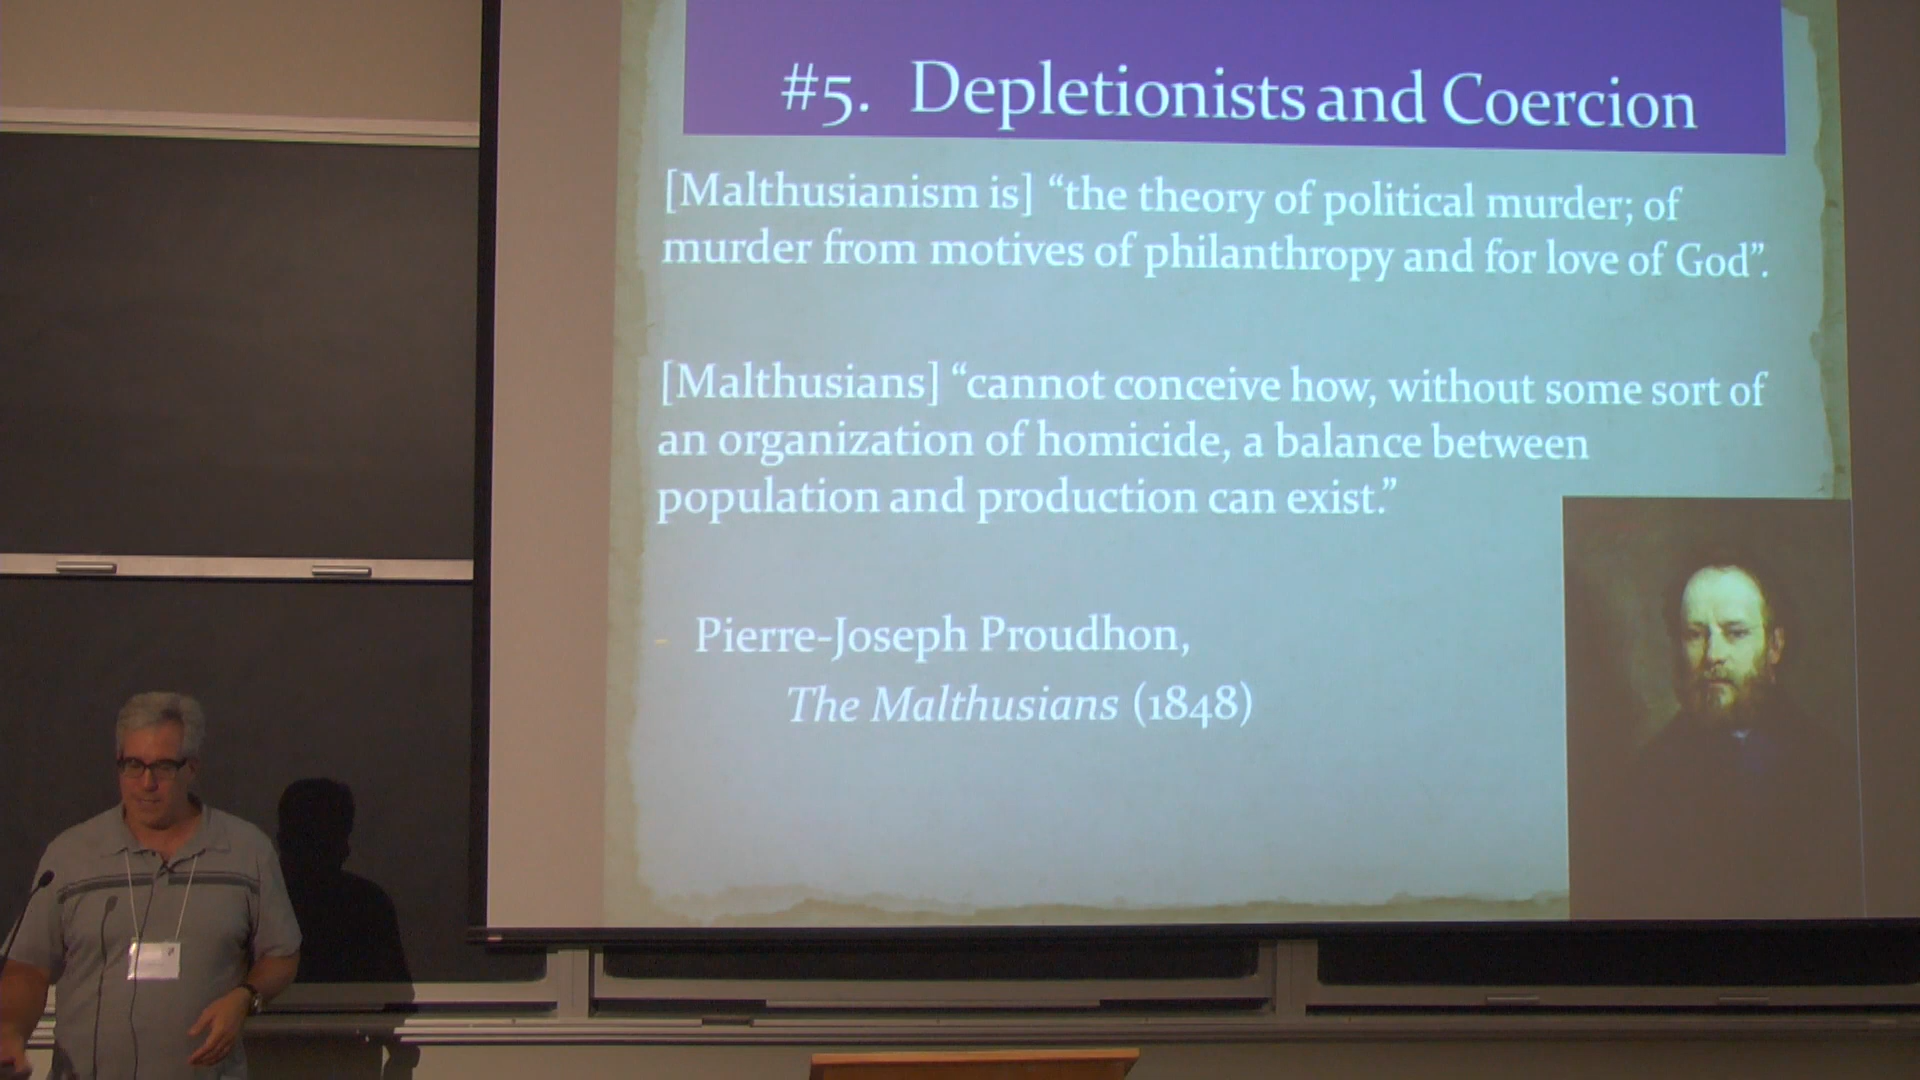 #5. Depletionists and Coercion
[Malthusianism is] “the theory of political murder; of
murder from motives of philanthropy and for love of God”.
[Malthusians] “cannot conceive how, without some sort of
an organization of homicide, a balance between
population and production can exist.”
- Pierre-Joseph Proudhon,
The Malthusians (1848)